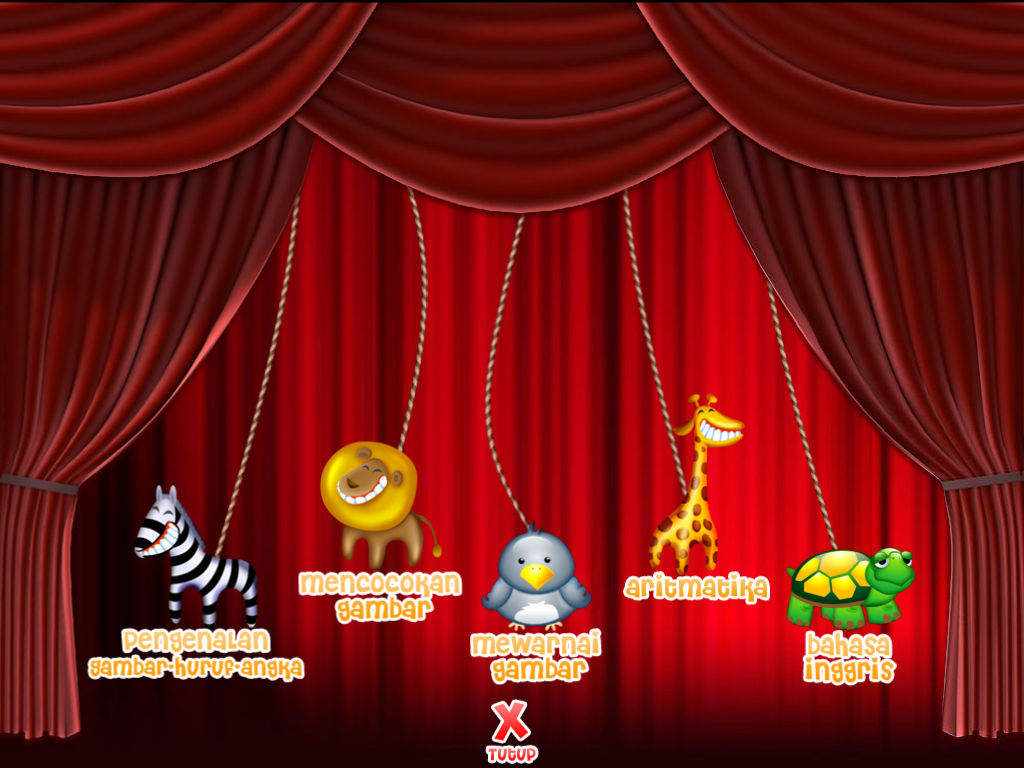 pengenalan
gambar-huruf-angka
mencocokan
gambar
mewarnai
gambar
aritmatika
bahasa
inggris
X
TUTUP